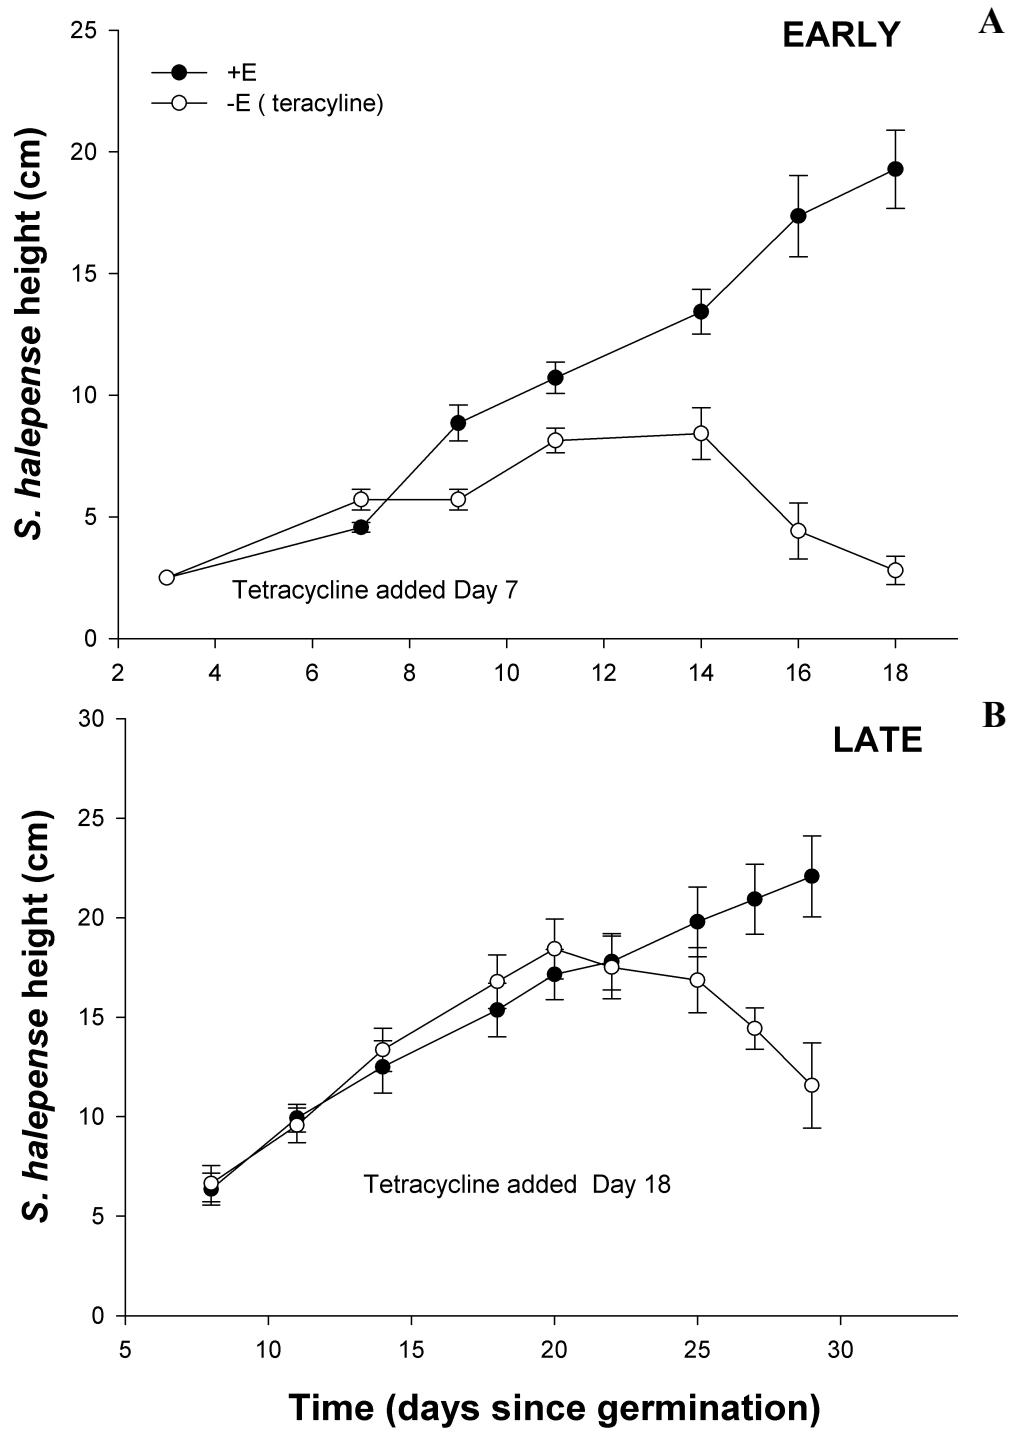 A
EARLY
+E
-E ( teracyline)
S. halepense height (cm)
25
20
15
10
5
0
Tetracycline added Day 7
2 4 6 8 10 12 14 16 18
B
LATE
S. halepense height (cm)
30
25
20
15
10
5
0
Tetracycline added Day 18
5 10 15 20 25 30
Time (days since germination)